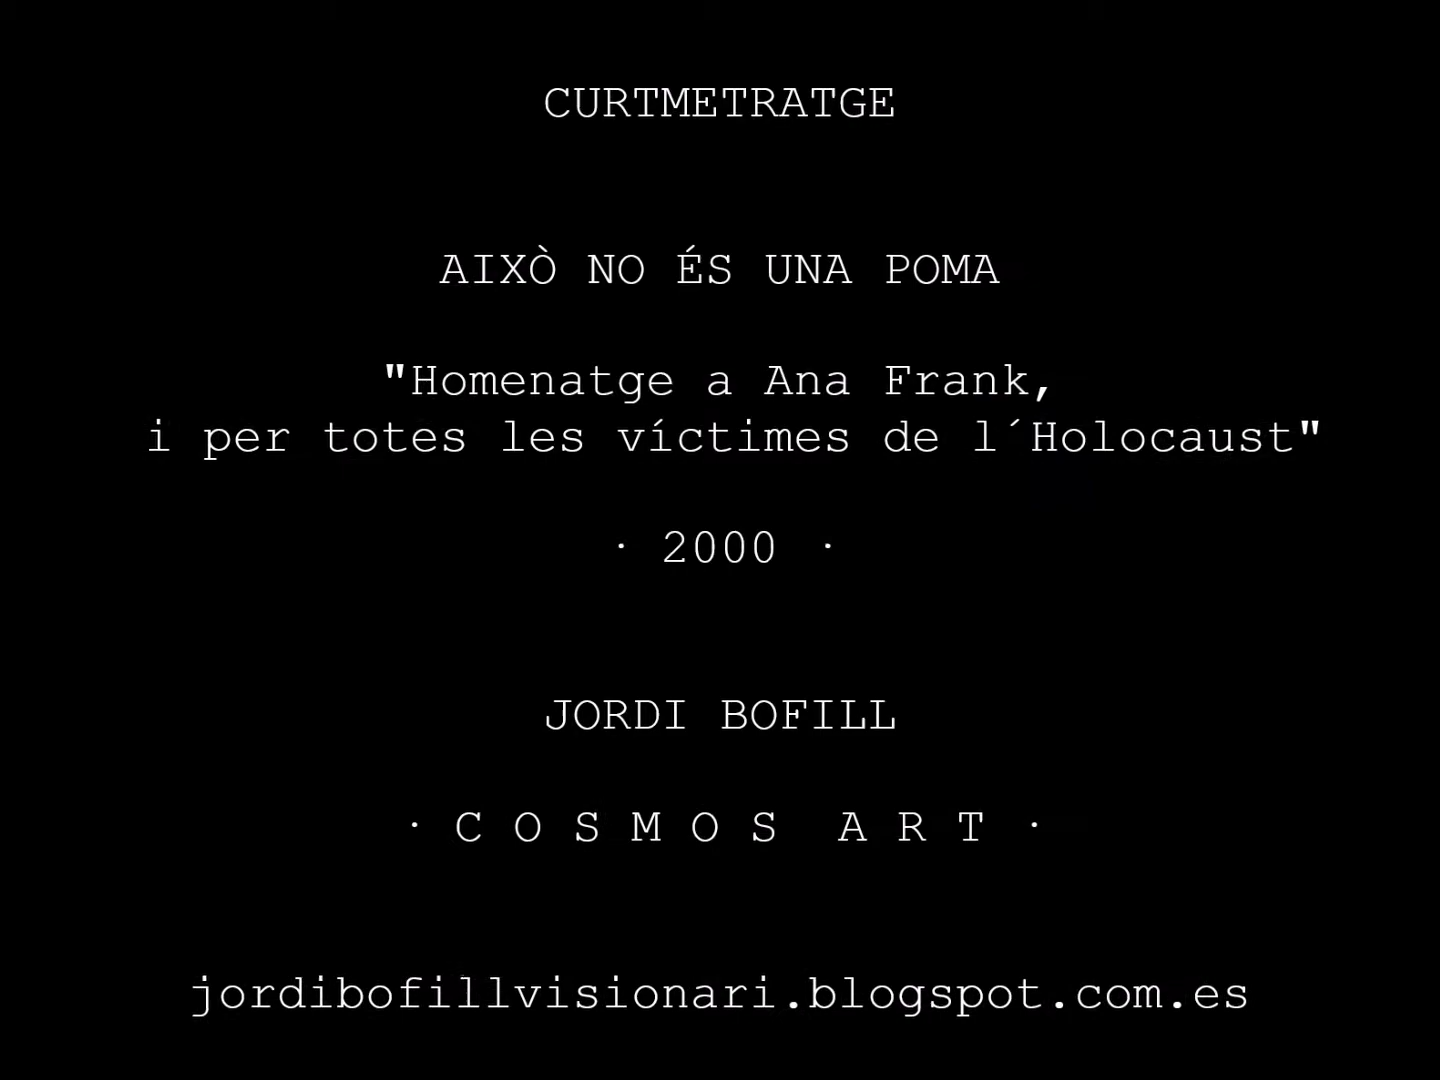 CURTMETRATGE
AIXÒ NO ÉS UNA POMA
"Homenatge a Ana Frank,
i per totes les víctimes de l´Holocaust"
· 2000 ·
JORDI BOFILL
· C O S M O S  A R T ·
jordibofillvisionari.blogspot.com.es